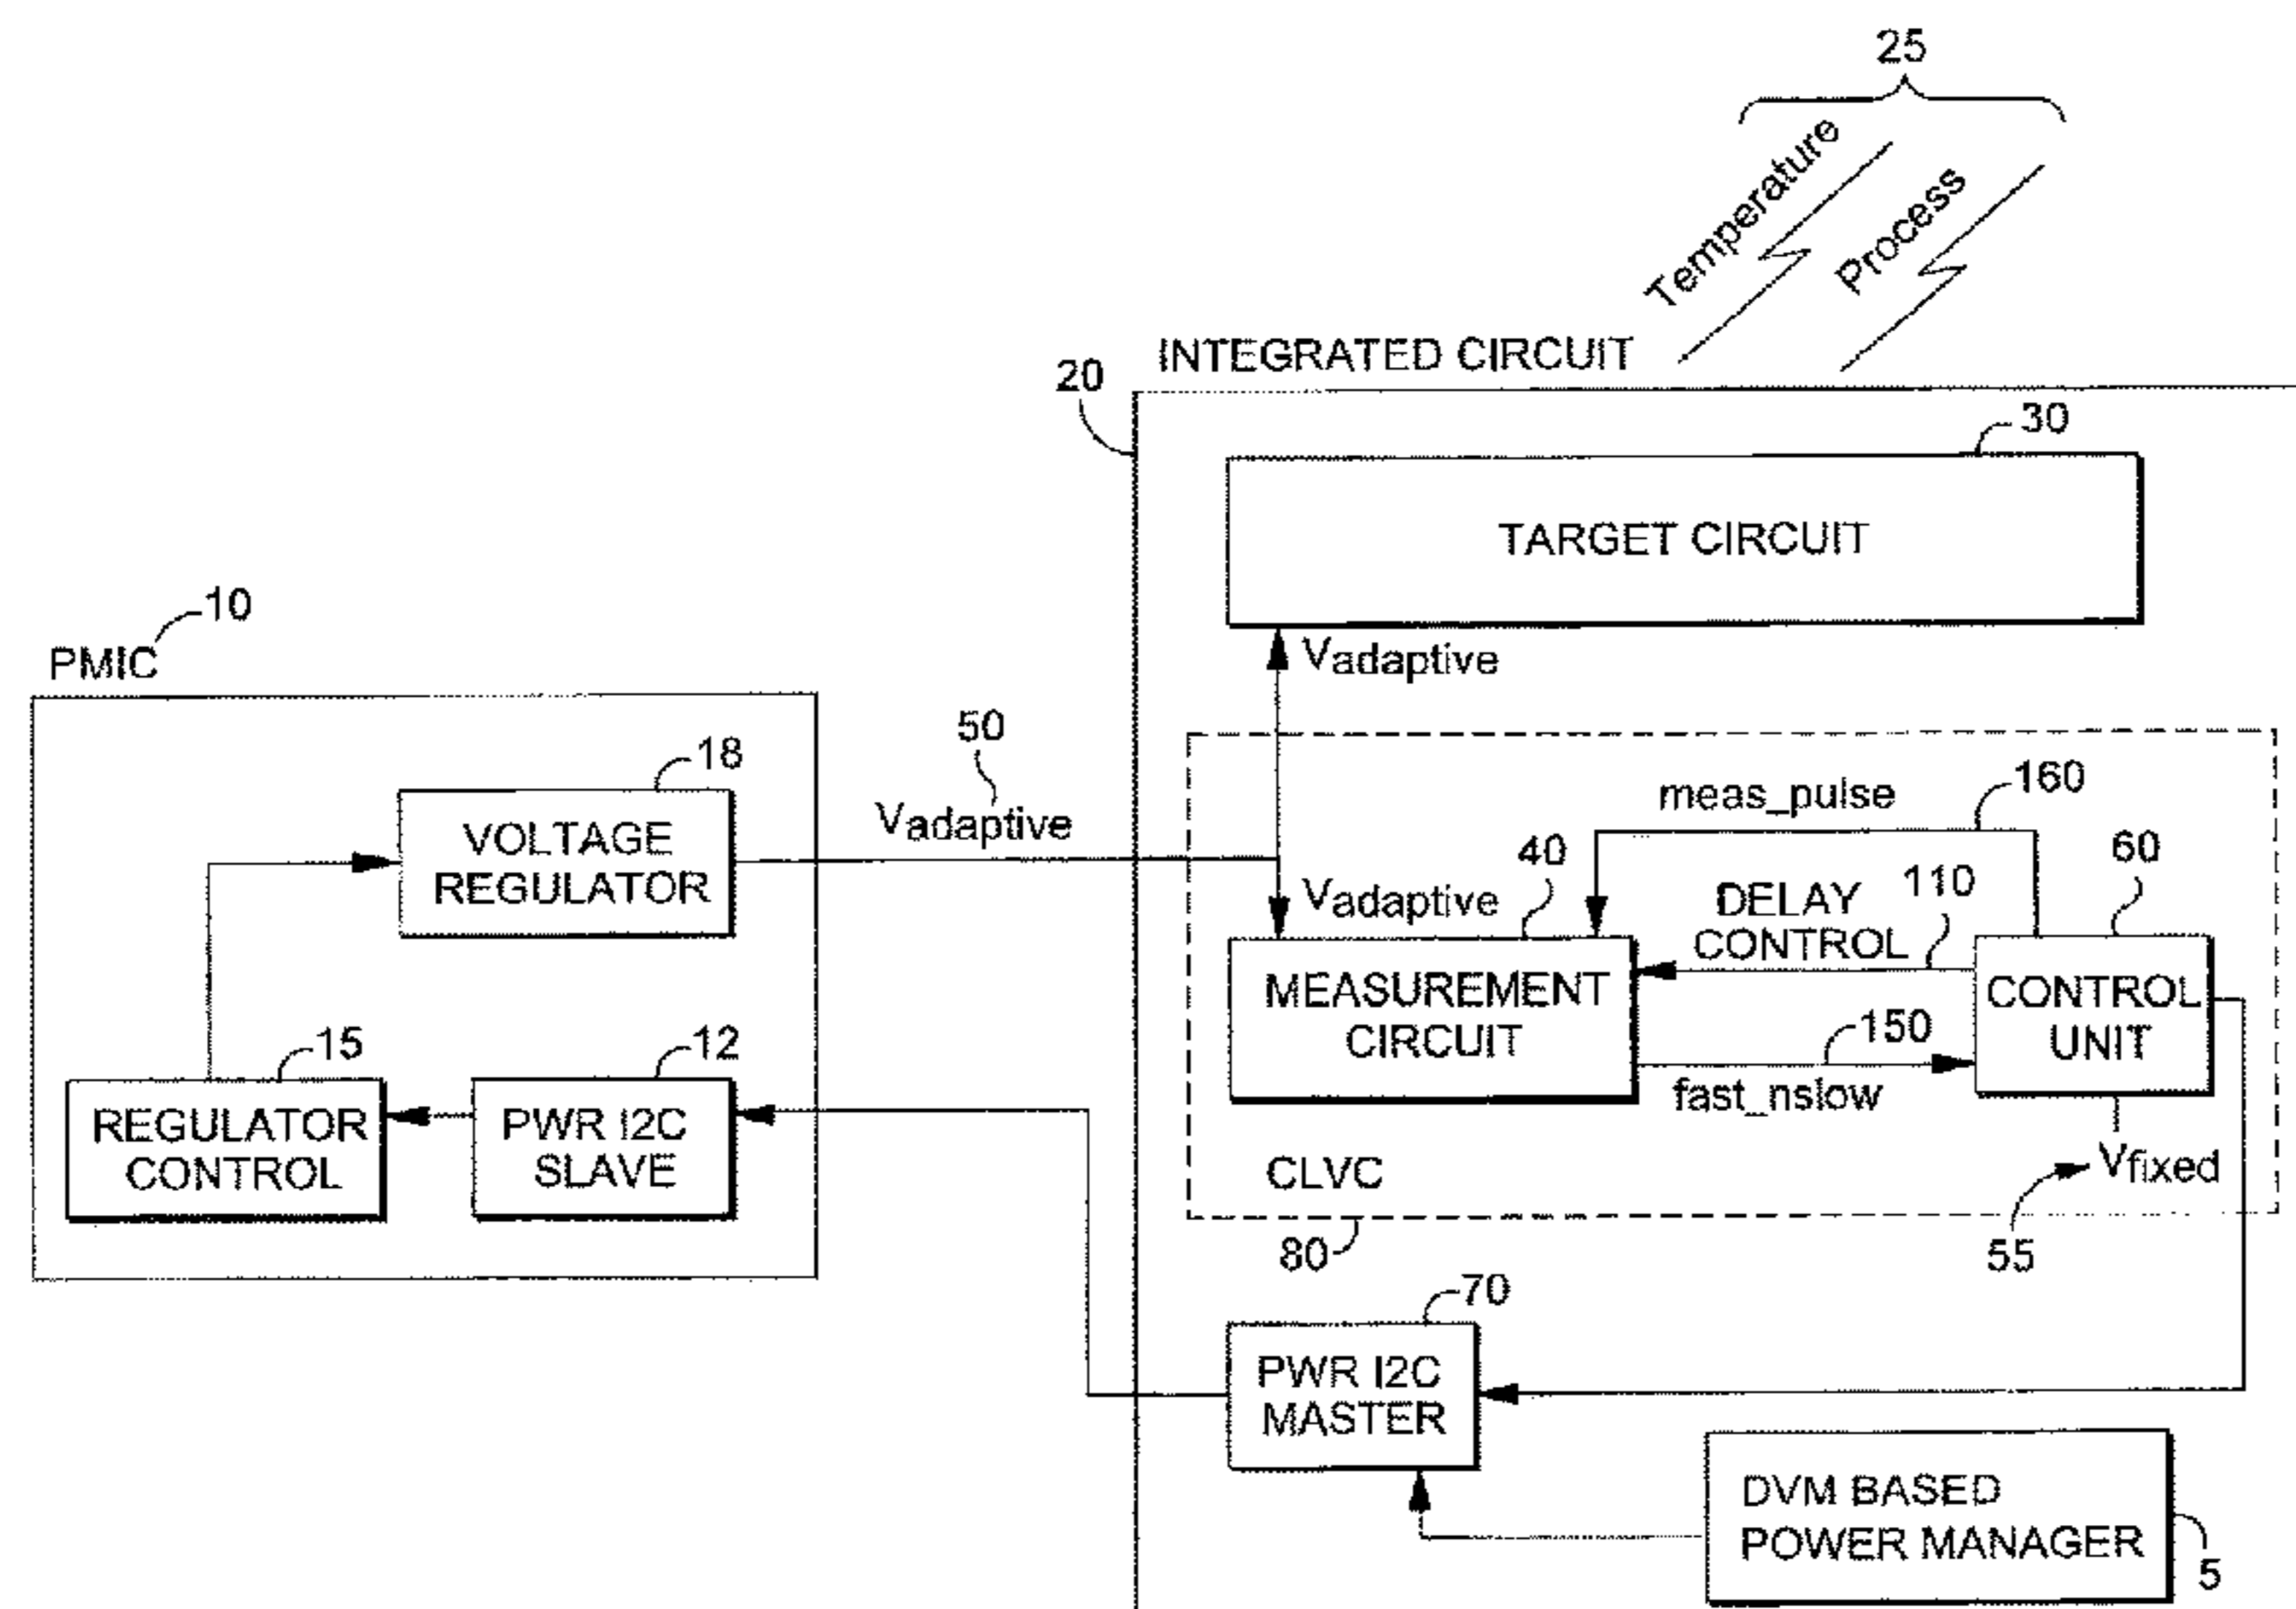 25
Temperature
Process
INTEGRATED CIRCUIT
20
30
TARGET CIRCUIT
10
PMIC
Vadaptive
50
Vadaptive
18
VOLTAGE
REGULATOR
meas_pulse
160
40
60
Vadaptive
DELAY
CONTROL
110
MEASUREMENT
CIRCUIT
CONTROL
UNIT
150
fast_nslow
15
12
REGULATOR
CONTROL
PWR I2C
SLAVE
CLVC
Vfixed
55
80
70
PWR I2C
MASTER
DVM BASED
POWER MANAGER
5